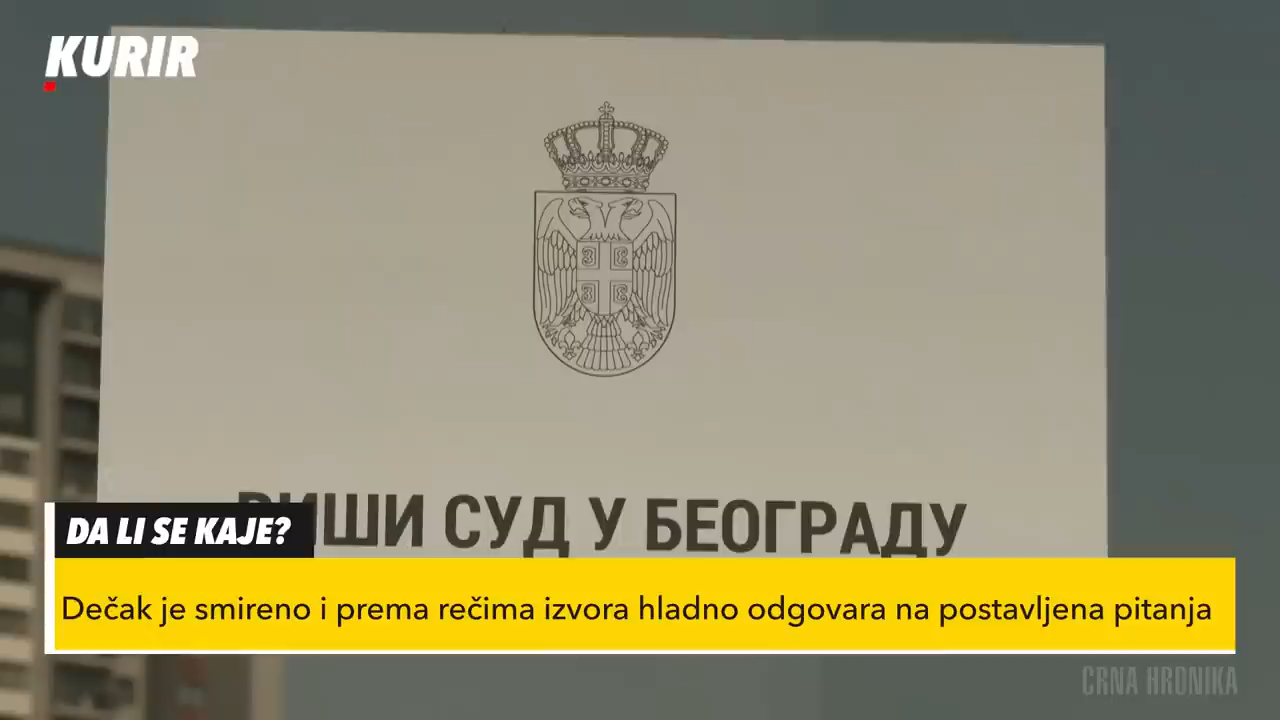 KURIR
ВИШИ СУД У БЕОГРАДУ
DA LI SE KAJE?
Dečak je smireno i prema rečima izvora hladno odgovara na postavljena pitanja
CRNA HRONIKA